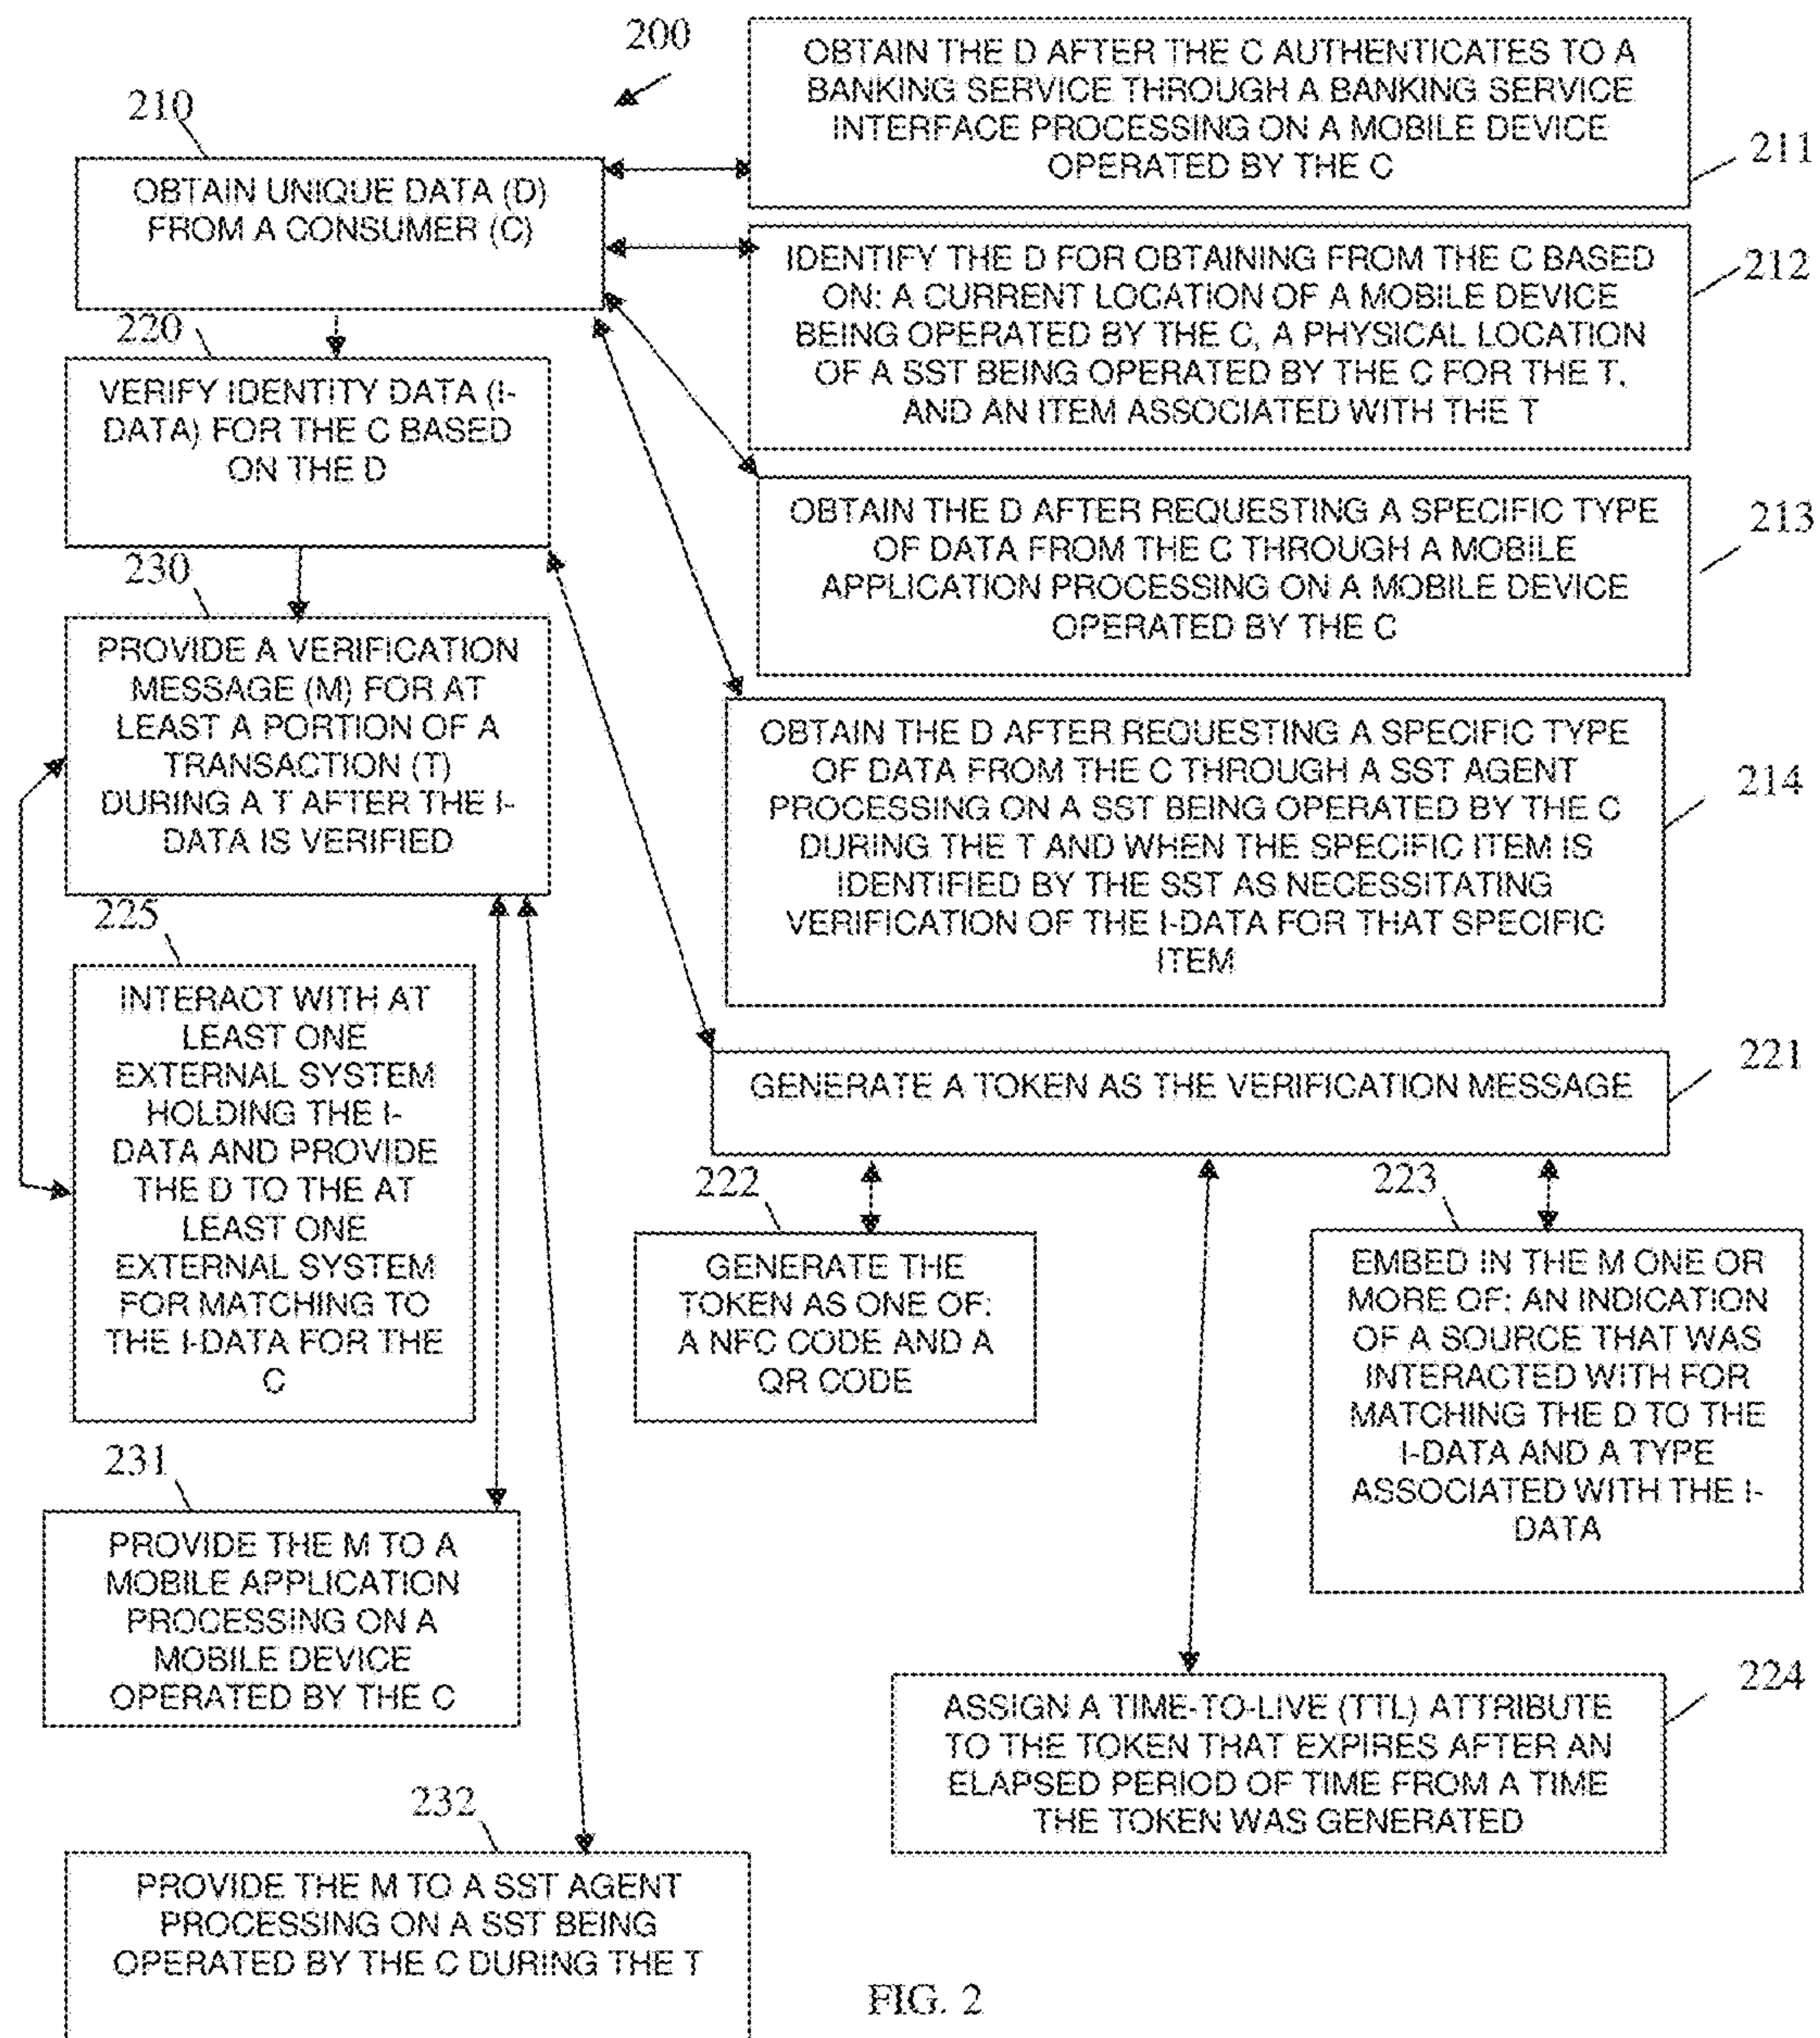 200
210
OBTAIN UNIQUE DATA (D)
FROM A CONSUMER (C)
OBTAIN THE D AFTER THE C AUTHENTICATES TO A
BANKING SERVICE THROUGH A BANKING SERVICE
INTERFACE PROCESSING ON A MOBILE DEVICE
OPERATED BY THE C
211
IDENTIFY THE D FOR OBTAINING FROM THE C BASED
ON: A CURRENT LOCATION OF A MOBILE DEVICE
BEING OPERATED BY THE C, A PHYSICAL LOCATION
OF A SST BEING OPERATED BY THE C FOR THE T,
AND AN ITEM ASSOCIATED WITH THE T
212
220
VERIFY IDENTITY DATA (I-
DATA) FOR THE C BASED
ON THE D
OBTAIN THE D AFTER REQUESTING A SPECIFIC TYPE
OF DATA FROM THE C THROUGH A MOBILE
APPLICATION PROCESSING ON A MOBILE DEVICE
OPERATED BY THE C
213
230
PROVIDE A VERIFICATION
MESSAGE (M) FOR AT
LEAST A PORTION OF A
TRANSACTION (T)
DURING A T AFTER THE I-
DATA IS VERIFIED
OBTAIN THE D AFTER REQUESTING A SPECIFIC TYPE
OF DATA FROM THE C THROUGH A SST AGENT
PROCESSING ON A SST BEING OPERATED BY THE C
DURING THE T AND WHEN THE SPECIFIC ITEM IS
IDENTIFIED BY THE SST AS NECESSITATING
VERIFICATION OF THE I-DATA FOR THAT SPECIFIC
ITEM
214
225
INTERACT WITH AT
LEAST ONE
EXTERNAL SYSTEM
HOLDING THE I-
DATA AND PROVIDE
THE D TO THE AT
LEAST ONE
EXTERNAL SYSTEM
FOR MATCHING TO
THE I-DATA FOR THE
C
GENERATE A TOKEN AS THE VERIFICATION MESSAGE
221
222
GENERATE THE
TOKEN AS ONE OF:
A NFC CODE AND A
QR CODE
223
EMBED IN THE M ONE OR
MORE OF: AN INDICATION
OF A SOURCE THAT WAS
INTERACTED WITH FOR
MATCHING THE D TO THE
I-DATA AND A TYPE
ASSOCIATED WITH THE I-
DATA
231
PROVIDE THE M TO A
MOBILE APPLICATION
PROCESSING ON A
MOBILE DEVICE
OPERATED BY THE C
ASSIGN A TIME-TO-LIVE (TTL) ATTRIBUTE
TO THE TOKEN THAT EXPIRES AFTER AN
ELAPSED PERIOD OF TIME FROM A TIME
THE TOKEN WAS GENERATED
224
232
PROVIDE THE M TO A SST AGENT
PROCESSING ON A SST BEING
OPERATED BY THE C DURING THE T
FIG. 2